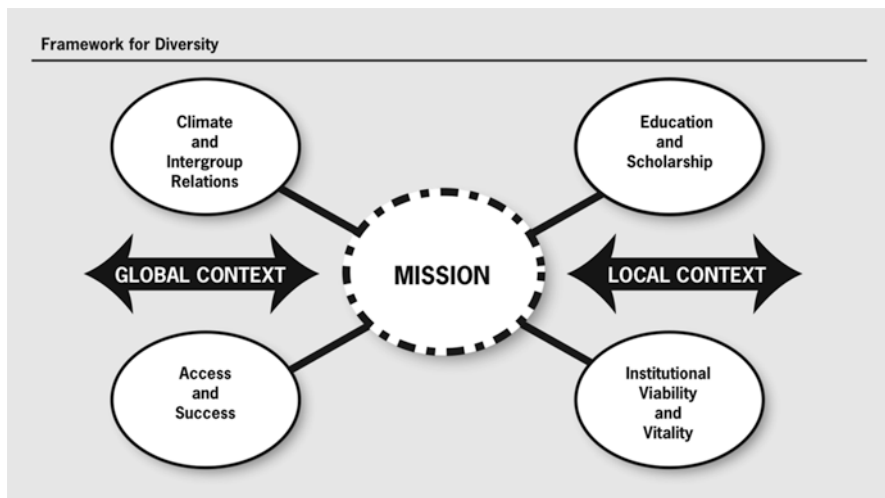 Framework for Diversity
Climate
and
Intergroup
Relations
Education
and
Scholarship
GLOBAL CONTEXT
MISSION
LOCAL CONTEXT
Access
and
Success
Institutional
Viability
and
Vitality